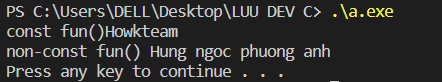 PS C:\Users\DELL\Desktop\LUU DEV C> .\a.exe
const fun()Howkteam
non-const fun() Hung ngoc phuong anh
Press any key to continue . . .